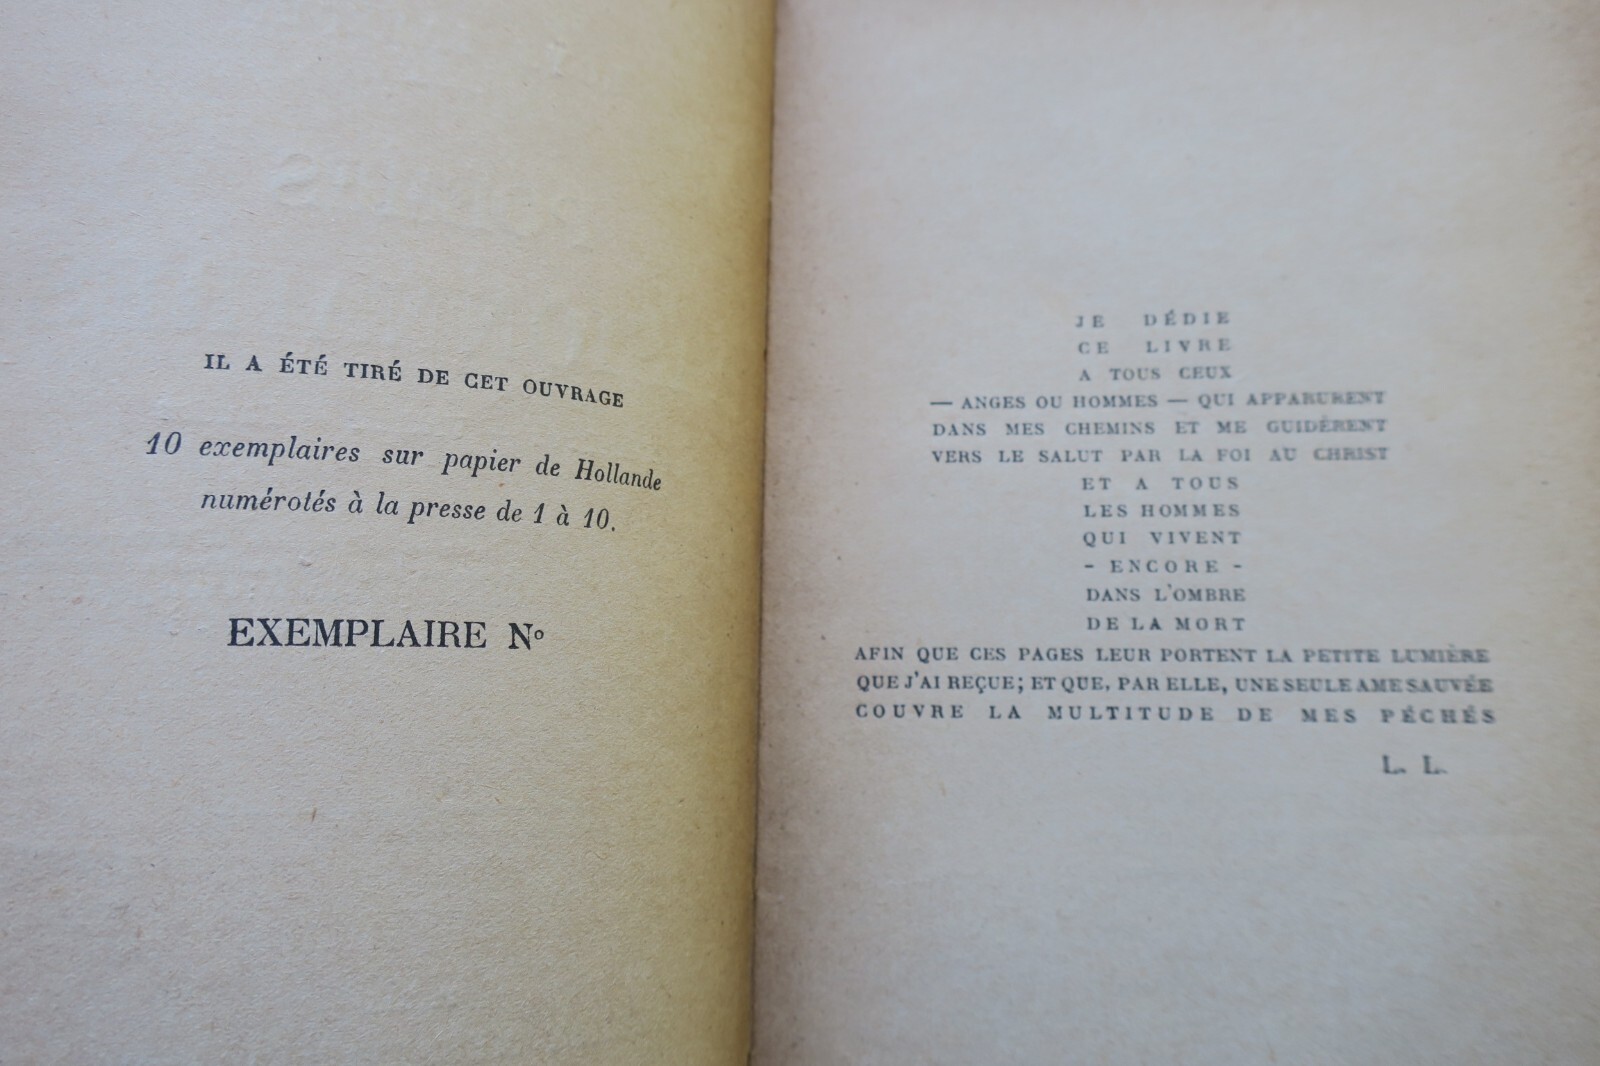 IL A ÉTÉ TIRÉ DE CET OUVRAGE
10 exemplaires sur papier de Hollande
numérotés à la presse de 1 à 10.
EXEMPLAIRE Nº
JE DÉDIE
CE LIVRE
A TOUS CEUX
— ANGES OU HOMMES — QUI APPARURENT
DANS MES CHEMINS ET ME GUIDÈRENT
VERS LE SALUT PAR LA FOI AU CHRIST
ET A TOUS
LES HOMMES
QUI VIVENT
- ENCORE -
DANS L'OMBRE
DE LA MORT
AFIN QUE CES PAGES LEUR PORTENT LA PETITE LUMIÈRE
QUE J'AI REÇUE; ET QUE, PAR ELLE, UNE SEULE AME SAUVÉE
COUVRE LA MULTITUDE DE MES PÉCHÉS
L. L.